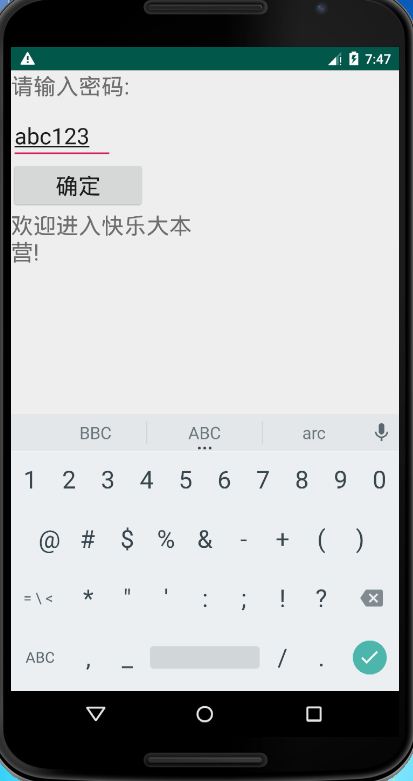 7:47
请输入密码:
abc123
确定
欢迎进入快乐大本
营!
BBC ABC arc
1 2 3 4 5 6 7 8 9 0
@ # $ % & - + ( )
= \ < * " ' : ; ! ?
ABC , _ / .